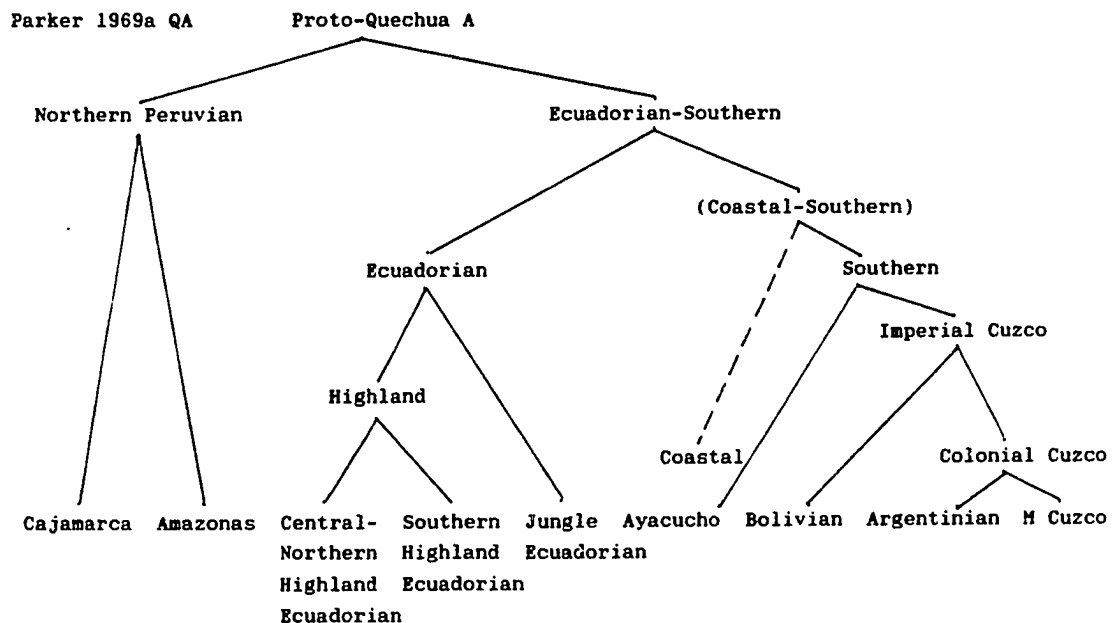 Parker 1969a QA Proto-Quechua A
Northern Peruvian Ecuadorian-Southern
(Coastal-Southern)
Ecuadorian Southern
Imperial Cuzco
Highland
Coastal Colonial Cuzco
Cajamarca Amazonas Central- Southern Jungle Ayacucho Bolivian Argentinian M Cuzco
Northern Highland Ecuadorian
Highland Ecuadorian
Ecuadorian